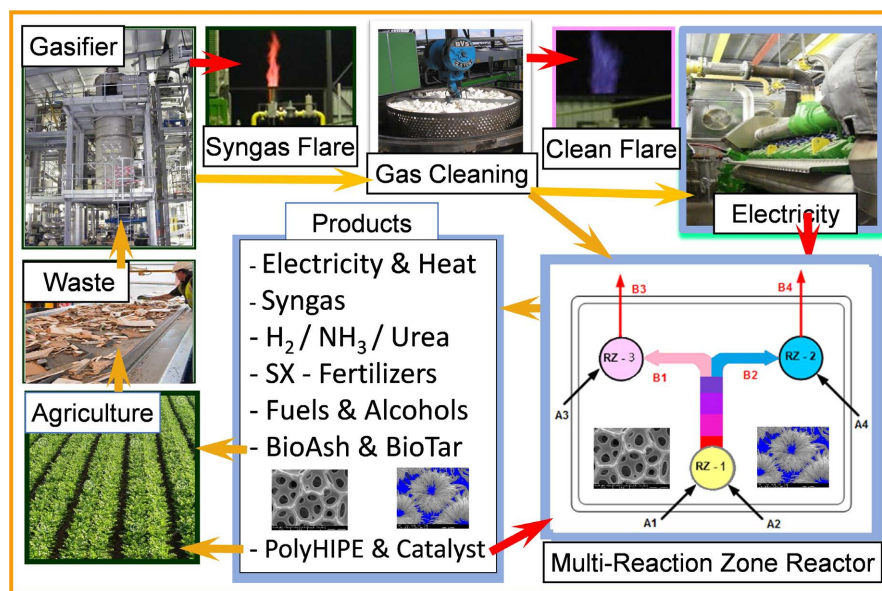 Gasifier
Syngas Flare
BVS
Gas Cleaning
Clean Flare
Electricity
Waste
Agriculture
Products
- Electricity & Heat
- Syngas
- H₂ / NH₃ / Urea
- SX - Fertilizers
- Fuels & Alcohols
- BioAsh & BioTar
- PolyHIPE & Catalyst
B3
B4
RZ - 3
RZ - 2
B1
B2
A3
A4
RZ - 1
A1
A2
Multi-Reaction Zone Reactor